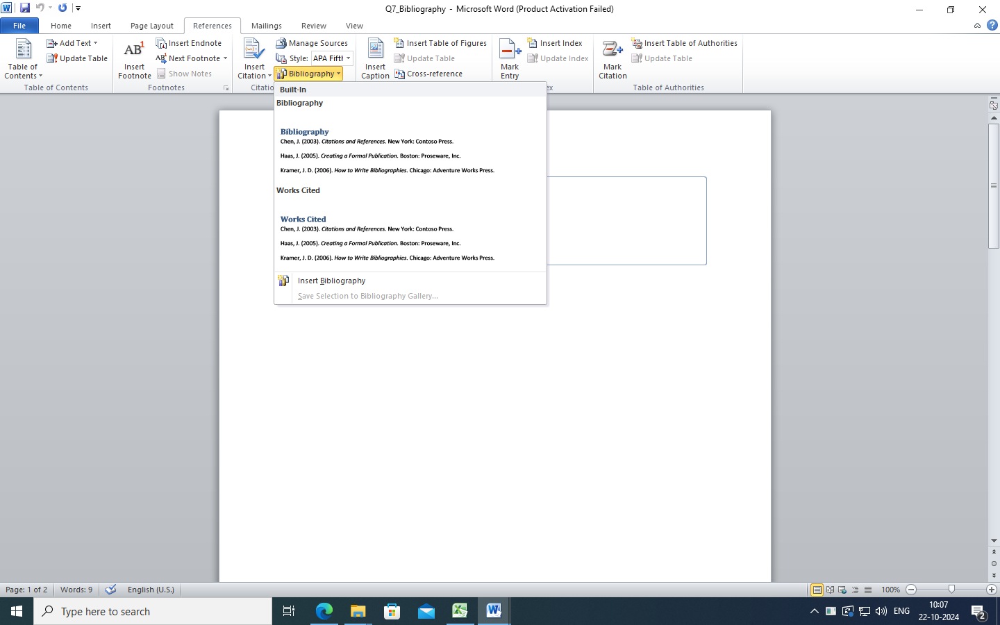 Q7_Bibliography - Microsoft Word (Product Activation Failed)
File Home Insert Page Layout References Mailings Review View
Table of Contents
Add Text
Update Table
Table of Contents
AB1
Insert Footnote
Insert Endnote
Next Footnote
Show Notes
Footnotes
Insert Citation
Manage Sources
Style: APA Fift
Bibliography
Insert Caption
Insert Table of Figures
Update Table
Cross-reference
Mark Entry
Insert Index
Update Index
Mark Citation
Insert Table of Authorities
Update Table
Table of Authorities
Built-In
Bibliography
Bibliography
Chen, J. (2003). Citations and References. New York: Contoso Press.
Haas, J. (2005). Creating a Formal Publication. Boston: Proseware, Inc.
Kramer, J. D. (2006). How to Write Bibliographies. Chicago: Adventure Works Press.
Works Cited
Works Cited
Chen, J. (2003). Citations and References. New York: Contoso Press.
Haas, J. (2005). Creating a Formal Publication. Boston: Proseware, Inc.
Kramer, J. D. (2006). How to Write Bibliographies. Chicago: Adventure Works Press.
Insert Bibliography
Save Selection to Bibliography Gallery...
Page: 1 of 2 Words: 9 English (U.S.) 100%
Type here to search
ENG
10:07
22-10-2024
2